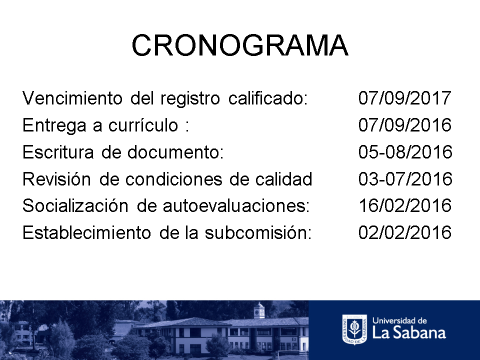 CRONOGRAMA
Vencimiento del registro calificado: 07/09/2017
Entrega a currículo : 07/09/2016
Escritura de documento: 05-08/2016
Revisión de condiciones de calidad 03-07/2016
Socialización de autoevaluaciones: 16/02/2016
Establecimiento de la subcomisión: 02/02/2016
Universidad de
La Sabana